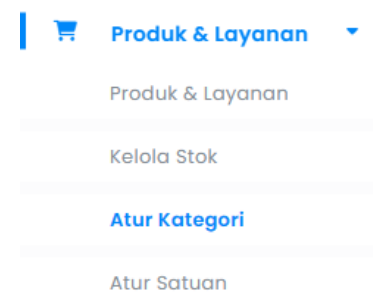 Produk & Layanan
Produk & Layanan
Kelola Stok
Atur Kategori
Atur Satuan